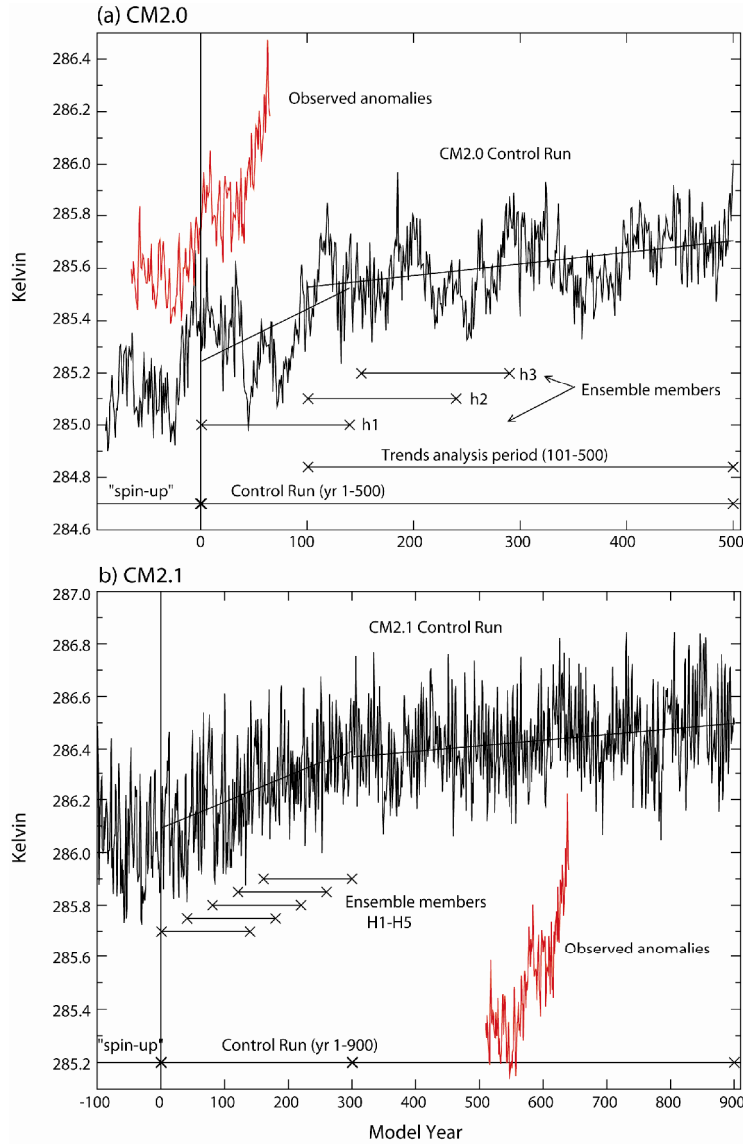 (a) CM2.0
286.4
286.2
286.0
285.8
285.6
285.4
285.2
285.0
284.8
284.6
Kelvin
Observed anomalies
CM2.0 Control Run
h3
h2
h1
Ensemble members
Trends analysis period (101-500)
"spin-up"
Control Run (yr 1-500)
0
100
200
300
400
500
b) CM2.1
287.0
286.8
286.6
286.4
286.2
286.0
285.8
285.6
285.4
285.2
Kelvin
CM2.1 Control Run
Ensemble members
H1-H5
Observed anomalies
"spin-up"
Control Run (yr 1-900)
-100
0
100
200
300
400
500
600
700
800
900
Model Year